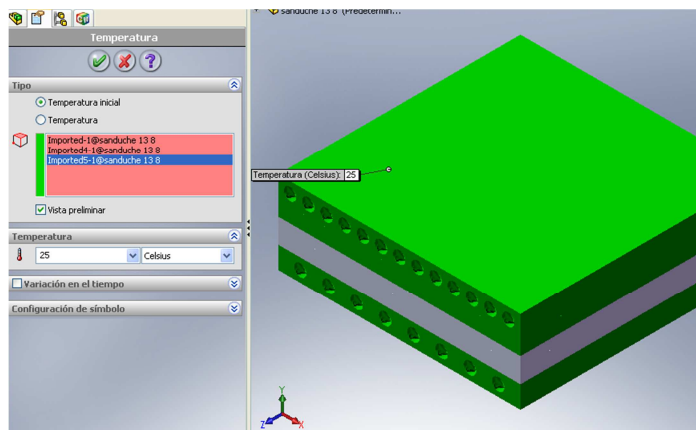 sanduche 13 8 (Predetermin...
Temperatura
?
Tipo
Temperatura inicial
Temperatura
Imported-1@sanduche 13 8
Imported4-1@sanduche 13 8
Imported5-1@sanduche 13 8
Vista preliminar
Temperatura (Celsius): 25
Temperatura
25 Celsius
Variación en el tiempo
Configuración de símbolo
Y
Z X